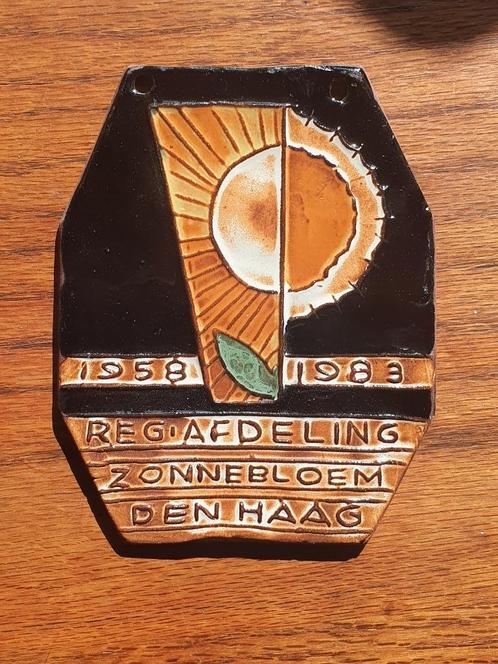 1958 1983
REG·AFDELING
ZONNEBLOEM
DEN HAAG